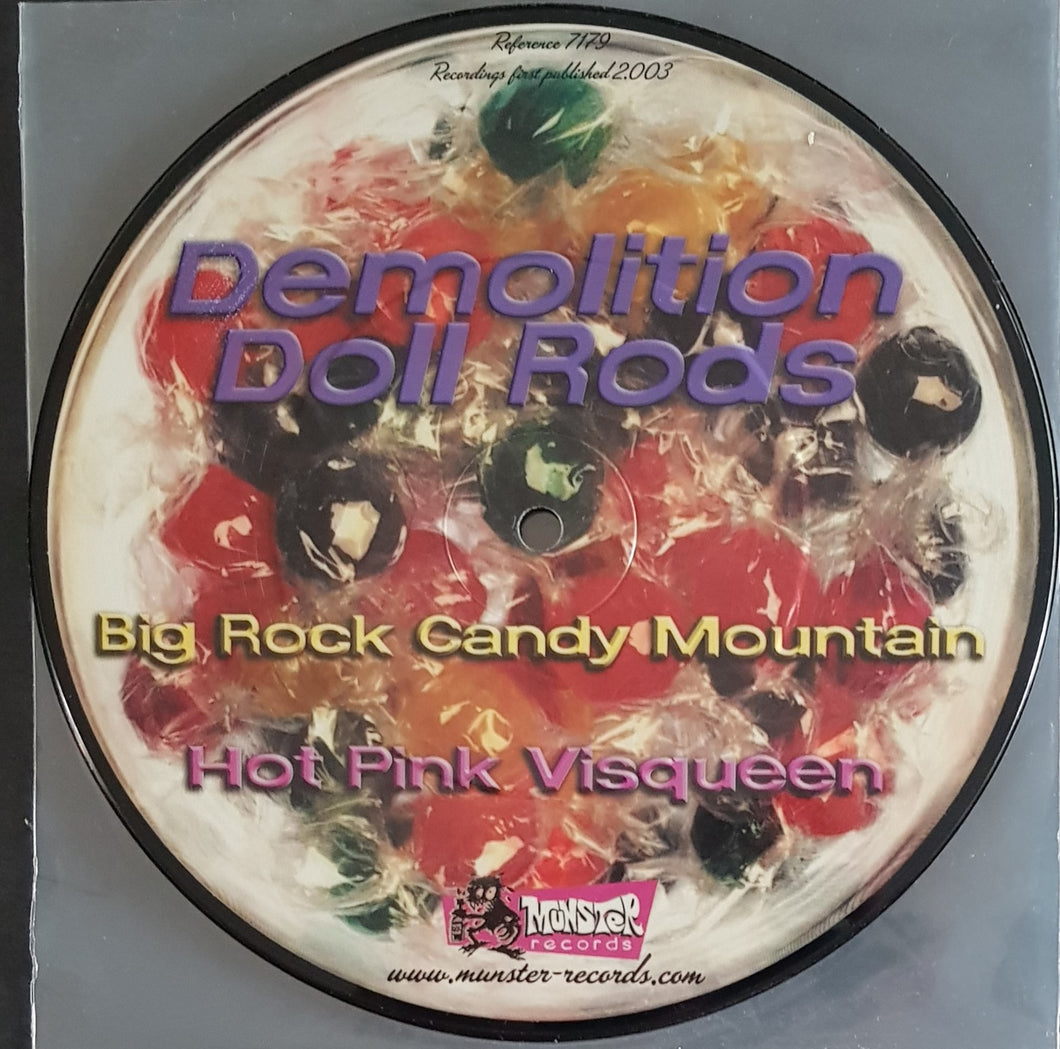 Reference 7179
Recordings first published 2003
Demolition
Doll Rods
Big Rock Candy Mountain
Hot Pink Visqueen
MUNSTER
records
www.munster-records.com